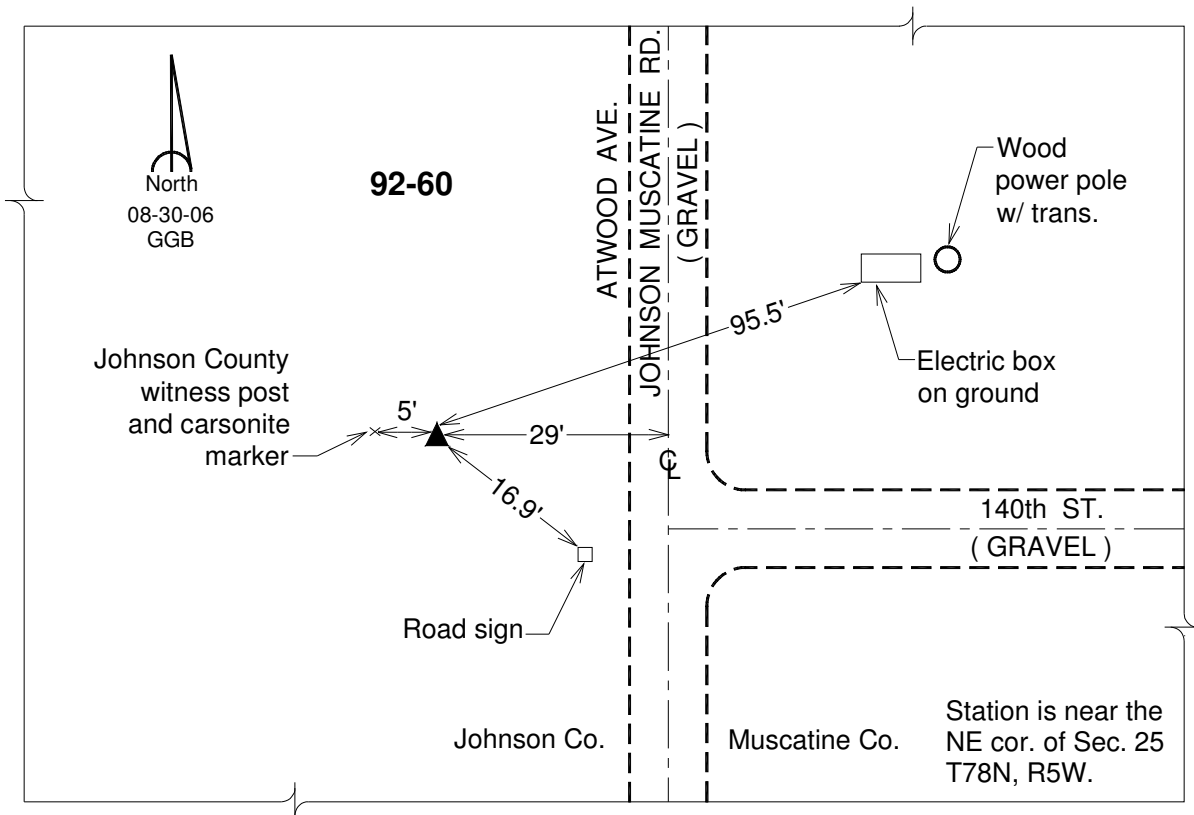 North
08-30-06
GGB
92-60
ATWOOD AVE.
JOHNSON MUSCATINE RD.
( GRAVEL )
Wood
power pole
w/ trans.
95.5'
Electric box
on ground
Johnson County
witness post
and carsonite
marker
5'
29'
CL
16.9'
140th ST.
( GRAVEL )
Road sign
Johnson Co.
Muscatine Co.
Station is near the
NE cor. of Sec. 25
T78N, R5W.